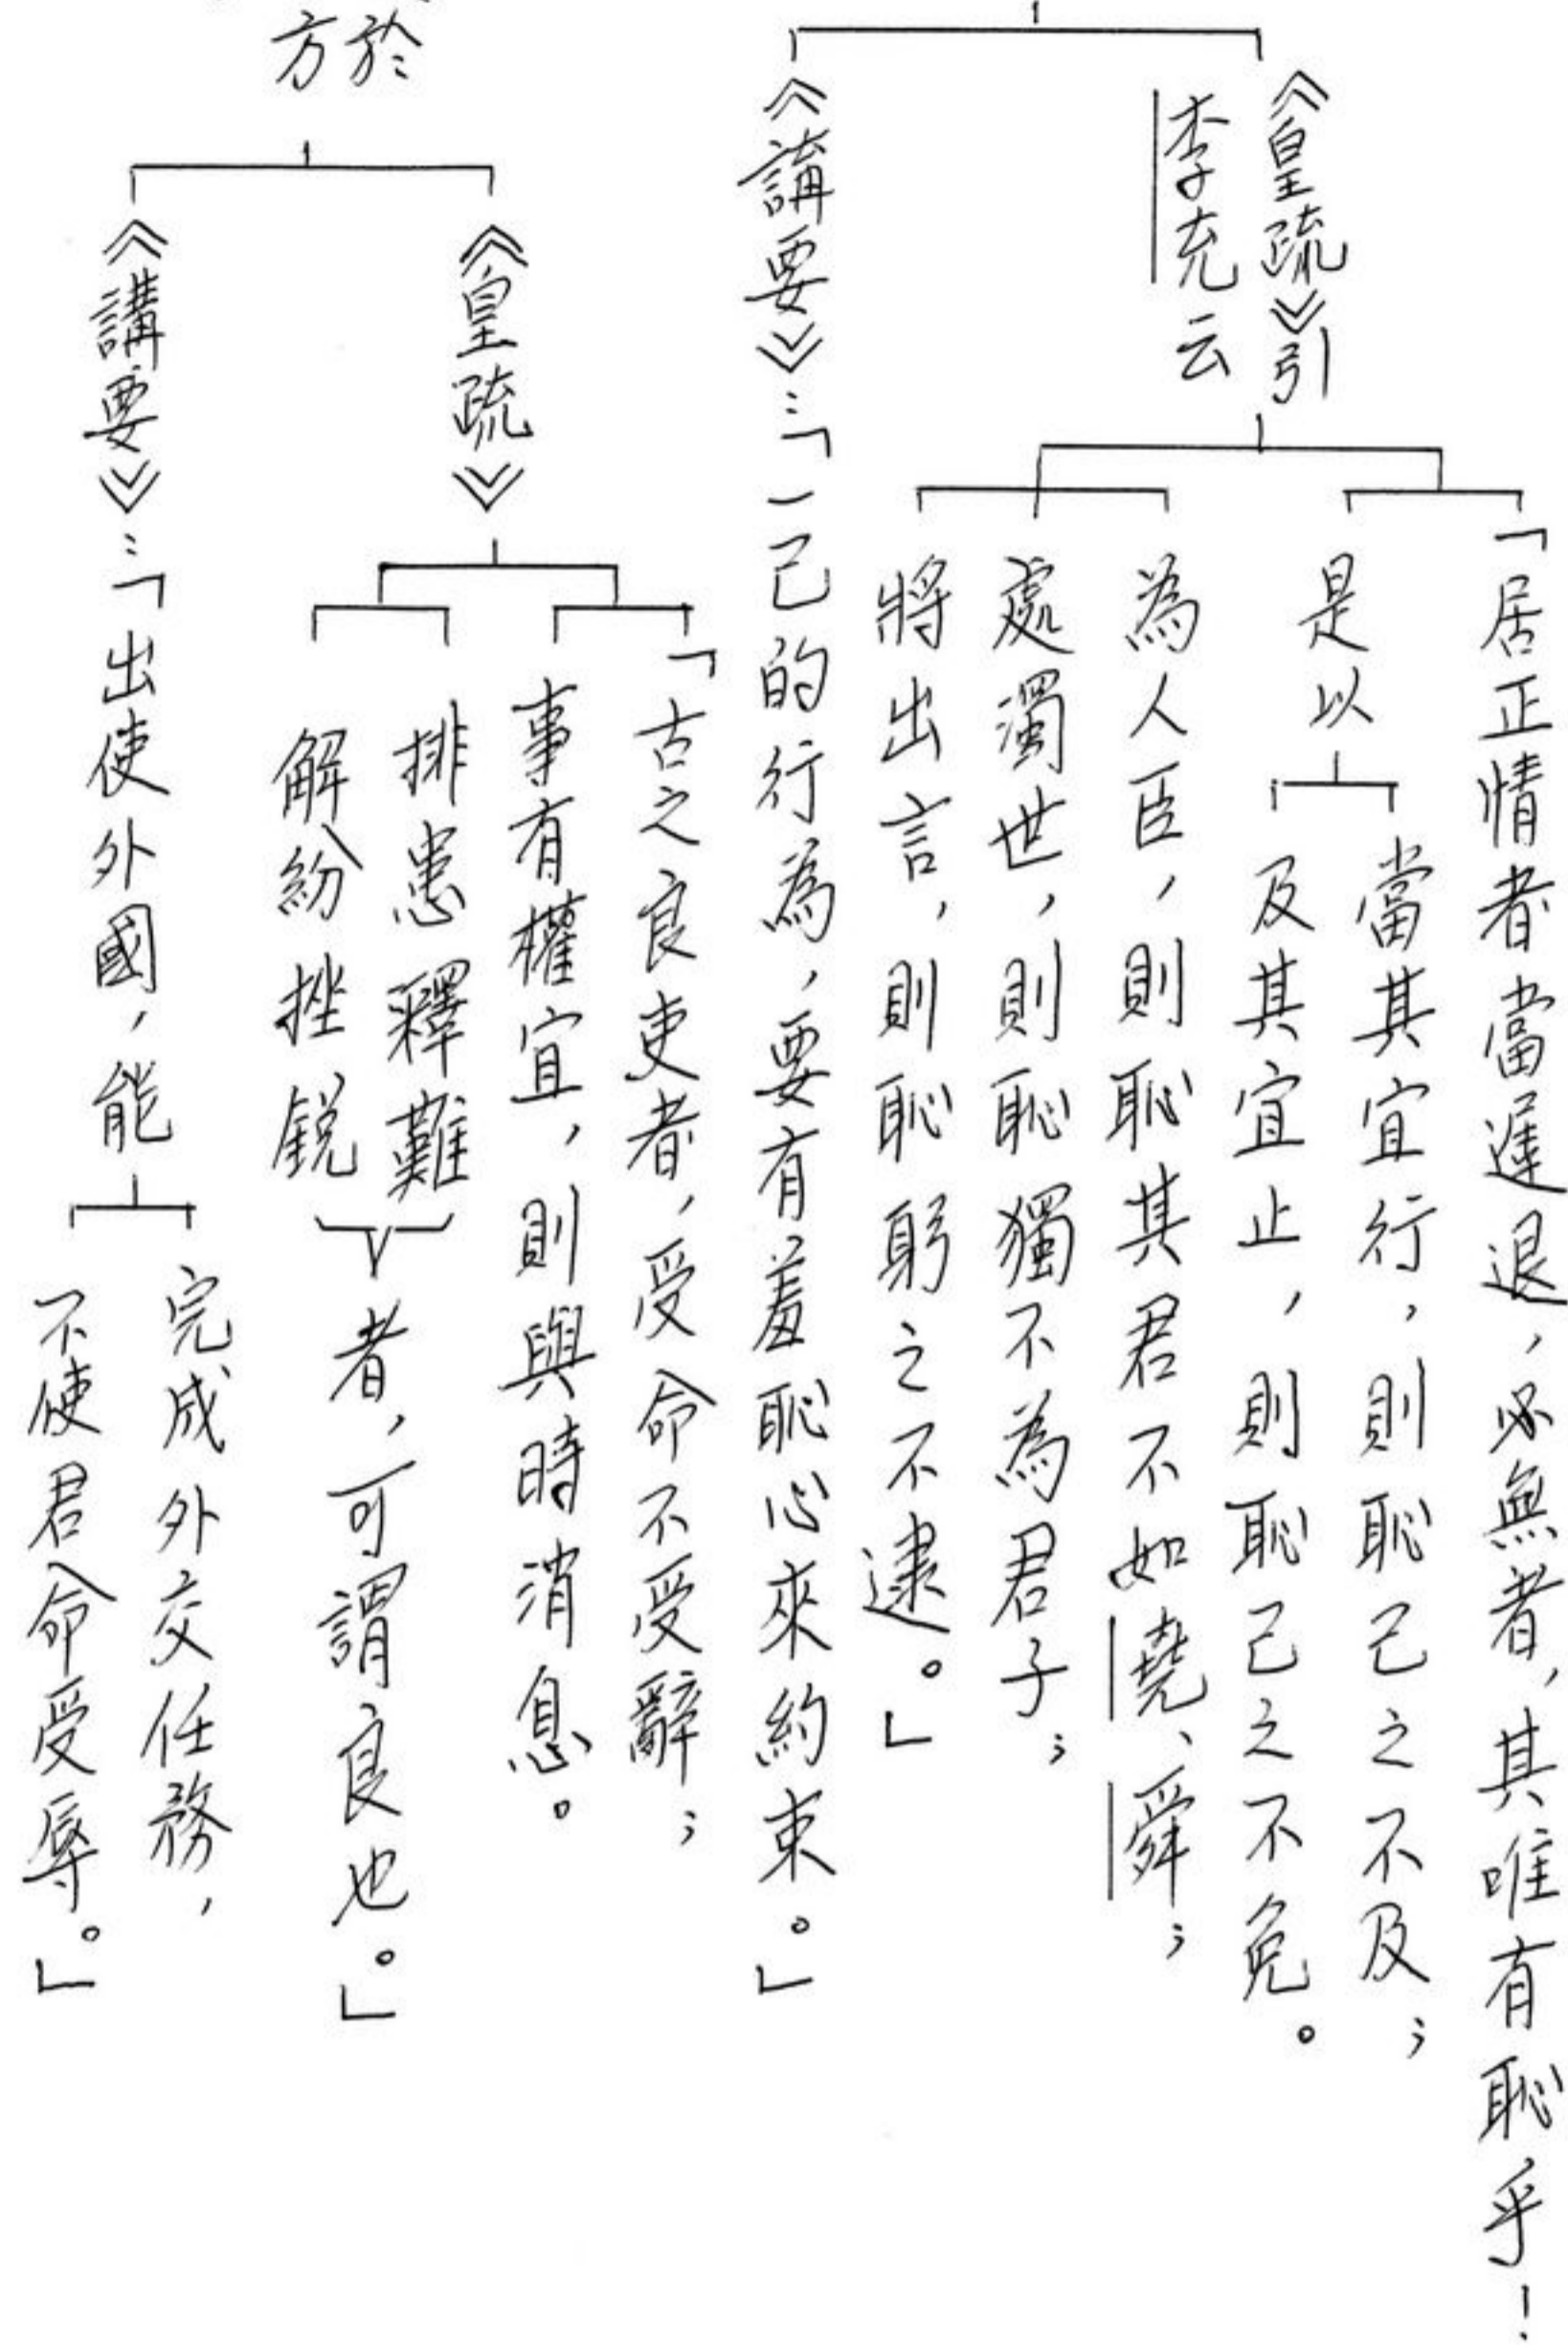 《皇疏》引
李充云
「居正情者當遲退，必無者，其唯有恥乎！
是以
當其宜行，則恥己之不及；
及其宜止，則恥己之不免。
為人臣，則恥其君不如堯、舜；
處濁世，則恥獨不為君子；
將出言，則恥躬之不逮。」
《講要》：「一己的行為，要有羞恥心來約束。」
於
方
《皇疏》
「古之良吏者，受命不受辭；
事有權宜，則與時消息。
排患釋難
解紛挫銳
者，可謂良也。」
《講要》：「出使外國，能
完成外交任務，
不使君命受辱。」